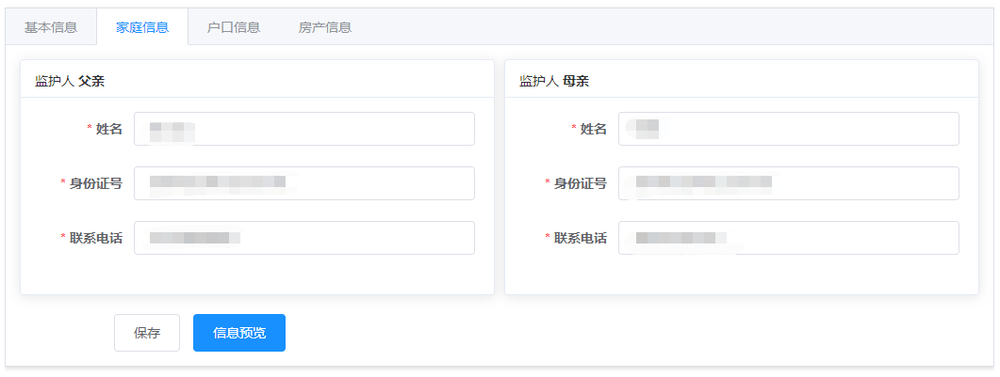 基本信息 家庭信息 户口信息 房产信息
监护人 父亲
* 姓名
* 身份证号
* 联系电话
监护人 母亲
* 姓名
* 身份证号
* 联系电话
保存 信息预览